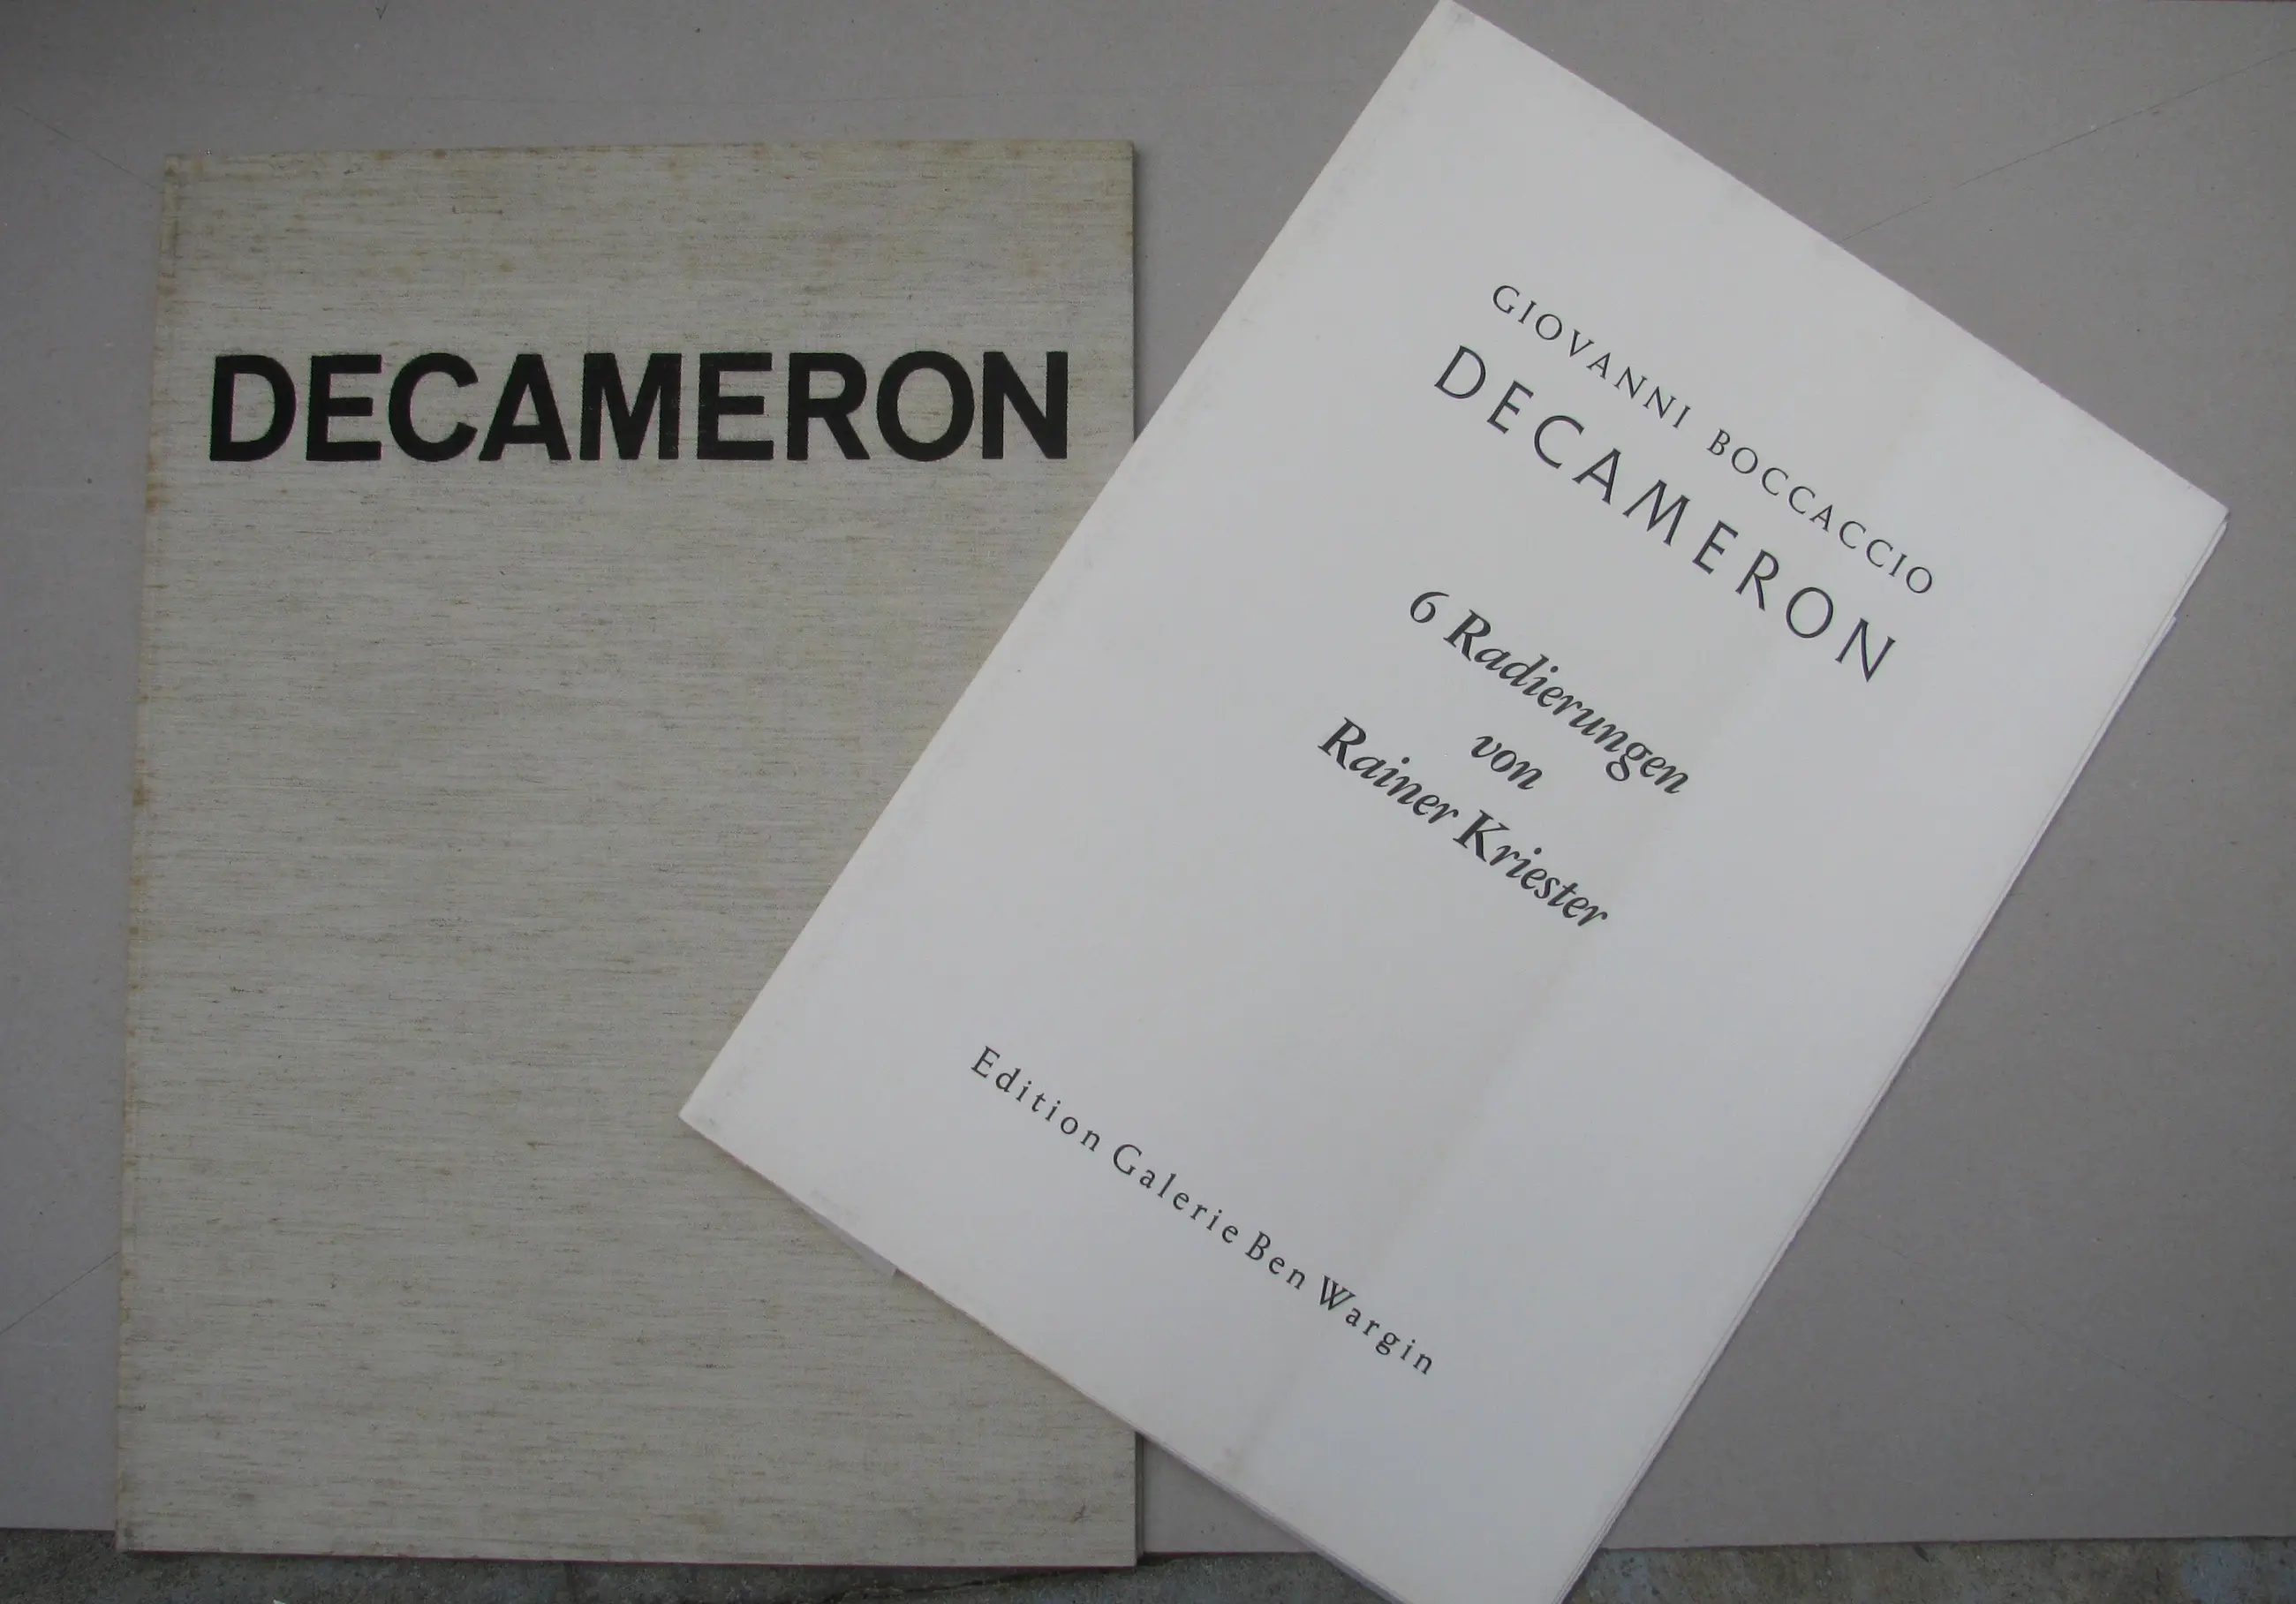 DECAMERON
GIOVANNI BOCCACCIO
DECAMERON
6 Radierungen
von
Rainer Kriester
Edition Galerie Ben Wargin